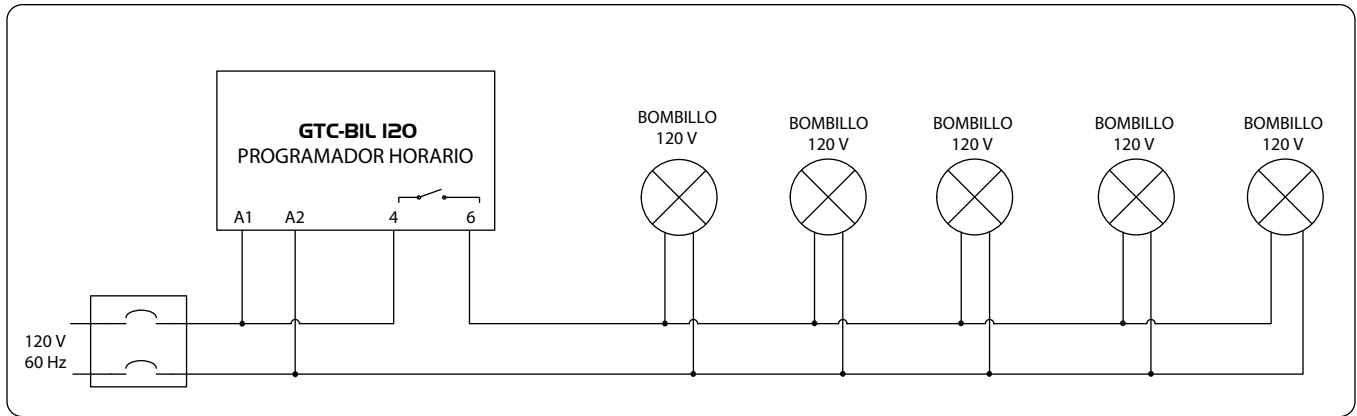 GTC-BIL 120
PROGRAMADOR HORARIO
A1
A2
4
6
120 V
60 Hz
BOMBILLO
120 V
BOMBILLO
120 V
BOMBILLO
120 V
BOMBILLO
120 V
BOMBILLO
120 V